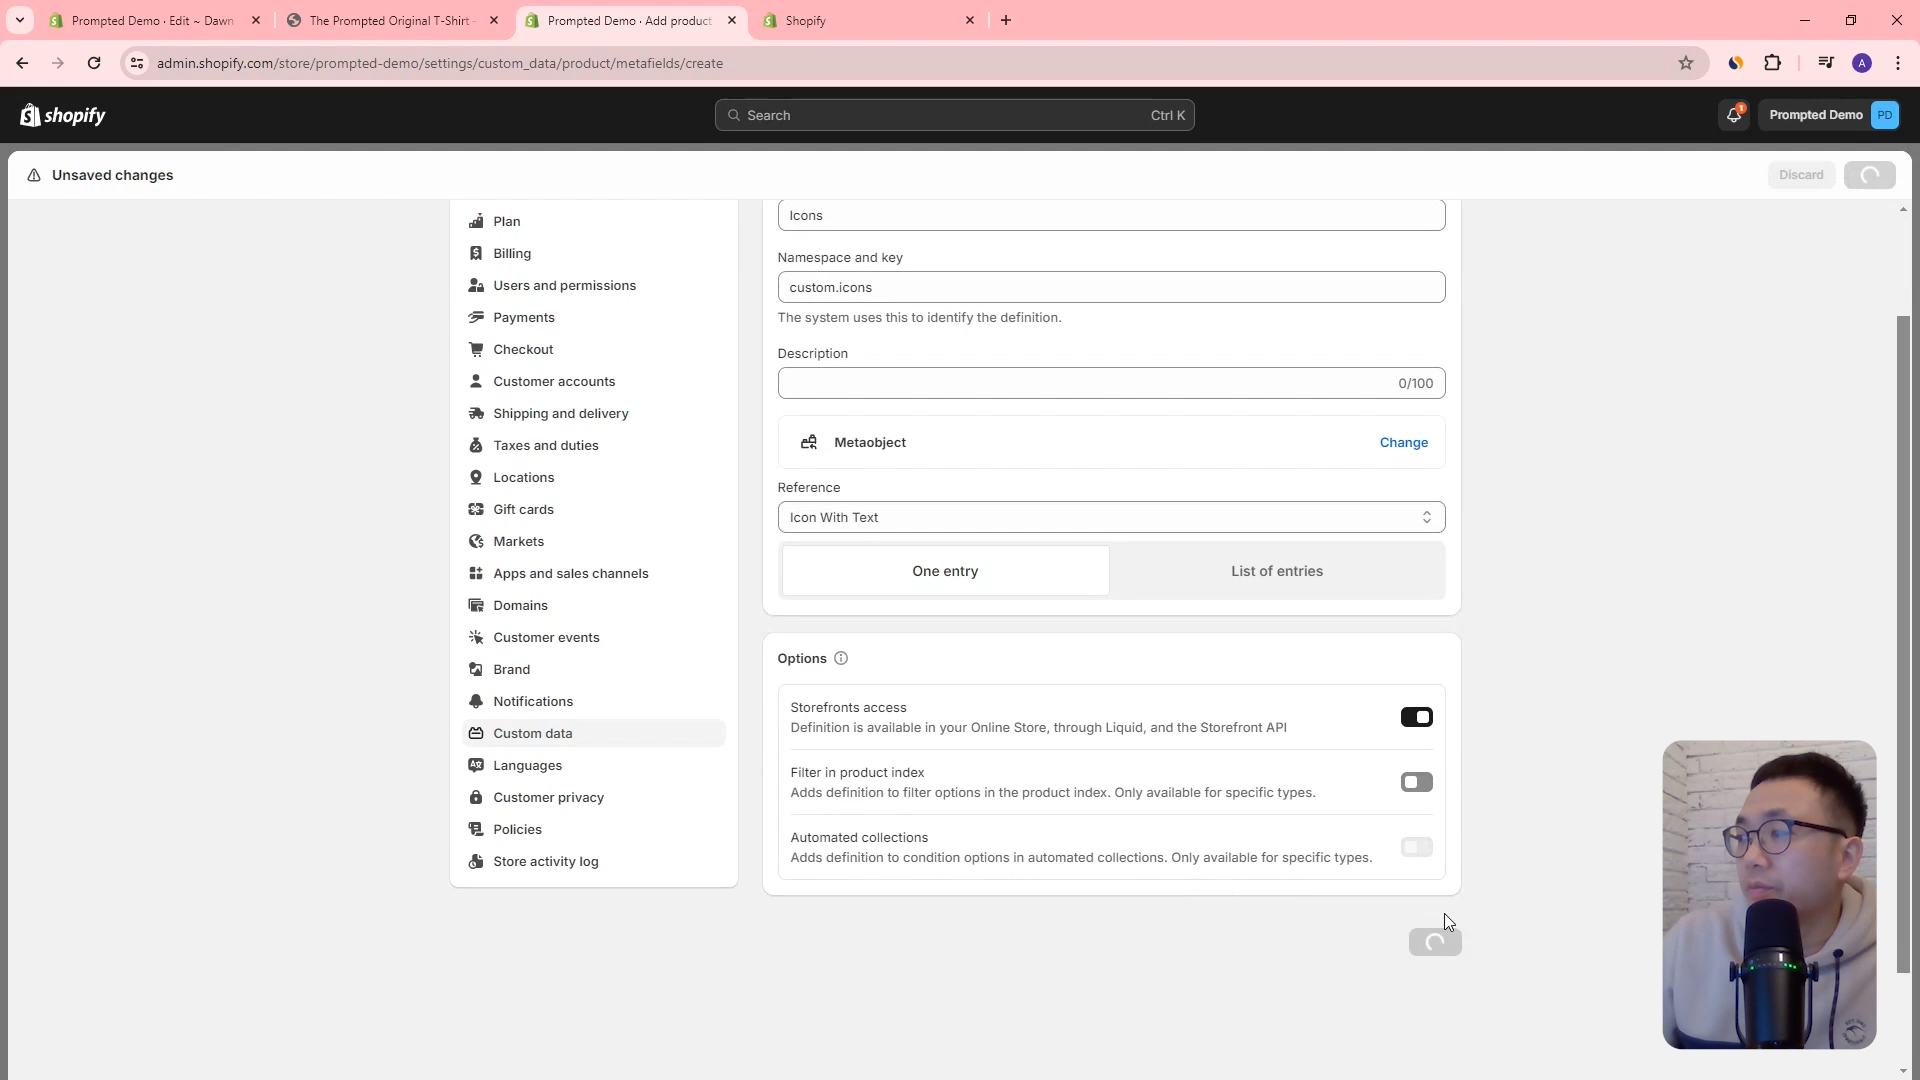 Prompted Demo · Edit ~ Dawn
The Prompted Original T-Shirt
Prompted Demo · Add product
Shopify
admin.shopify.com/store/prompted-demo/settings/custom_data/product/metafields/create
A
shopify
Search
Ctrl K
1
Prompted Demo
PD
Unsaved changes
Discard
Plan
Billing
Users and permissions
Payments
Checkout
Customer accounts
Shipping and delivery
Taxes and duties
Locations
Gift cards
Markets
Apps and sales channels
Domains
Customer events
Brand
Notifications
Custom data
Languages
Customer privacy
Policies
Store activity log
Icons
Namespace and key
custom.icons
The system uses this to identify the definition.
Description
0/100
Metaobject
Change
Reference
Icon With Text
One entry
List of entries
Options
Storefronts access
Definition is available in your Online Store, through Liquid, and the Storefront API
Filter in product index
Adds definition to filter options in the product index. Only available for specific types.
Automated collections
Adds definition to condition options in automated collections. Only available for specific types.